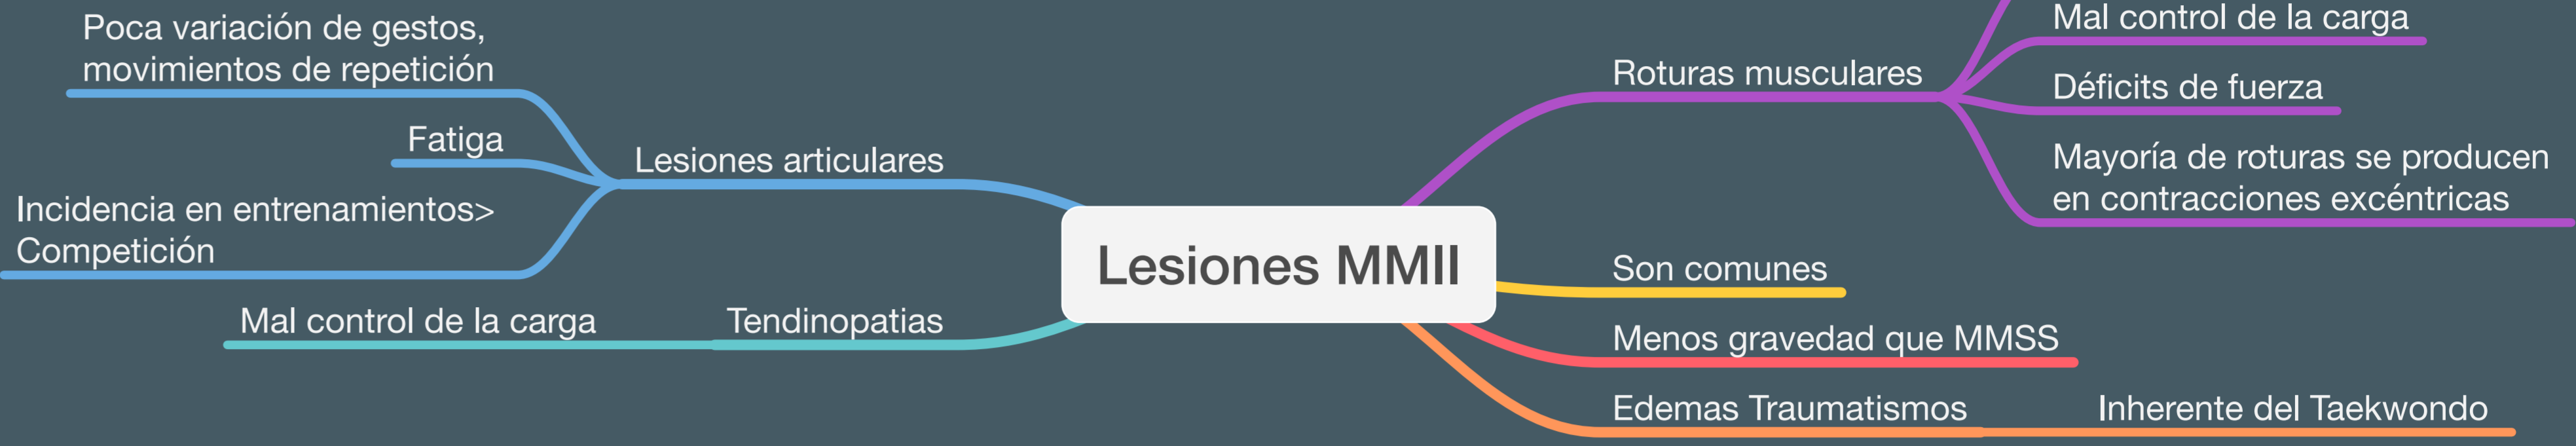 Lesiones MMII
Roturas musculares
Mal control de la carga
Déficits de fuerza
Mayoría de roturas se producen
en contracciones excéntricas
Son comunes
Menos gravedad que MMSS
Edemas Traumatismos
Inherente del Taekwondo
Lesiones articulares
Poca variación de gestos,
movimientos de repetición
Fatiga
Incidencia en entrenamientos>
Competición
Tendinopatias
Mal control de la carga